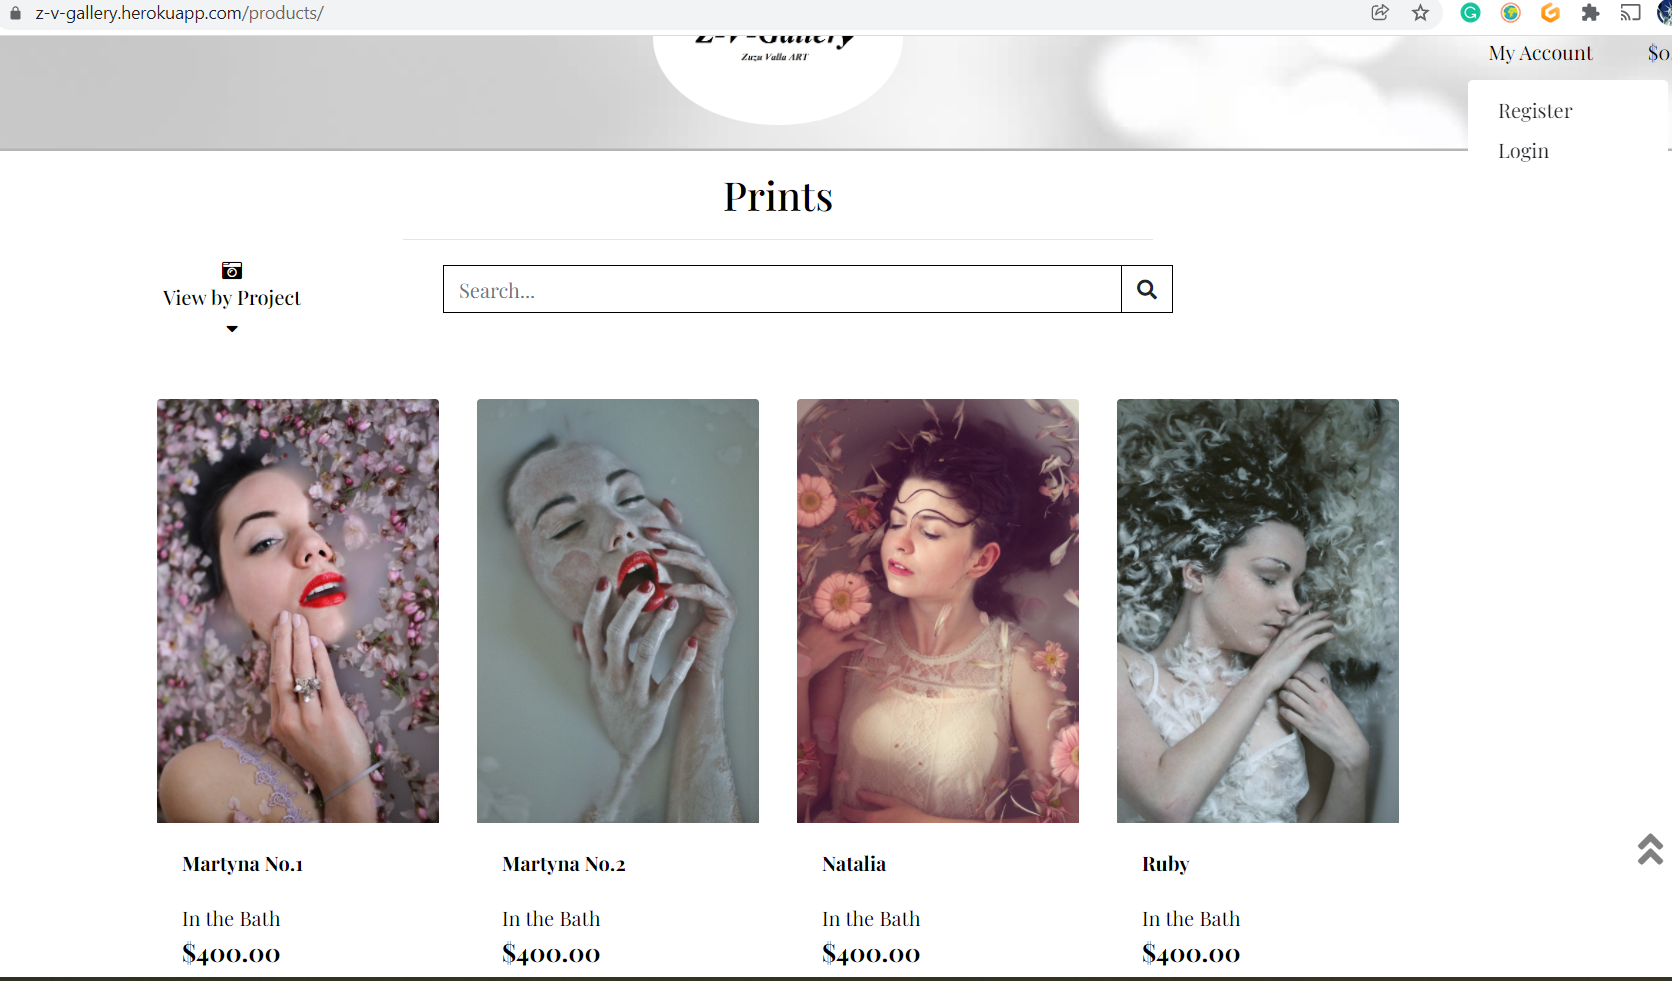 z-v-gallery.herokuapp.com/products/
Z-V-Gallery
Zuzu Valla ART
My Account
$0
Register
Login
Prints
View by Project
Search...
Martyna No.1
In the Bath
$400.00
Martyna No.2
In the Bath
$400.00
Natalia
In the Bath
$400.00
Ruby
In the Bath
$400.00